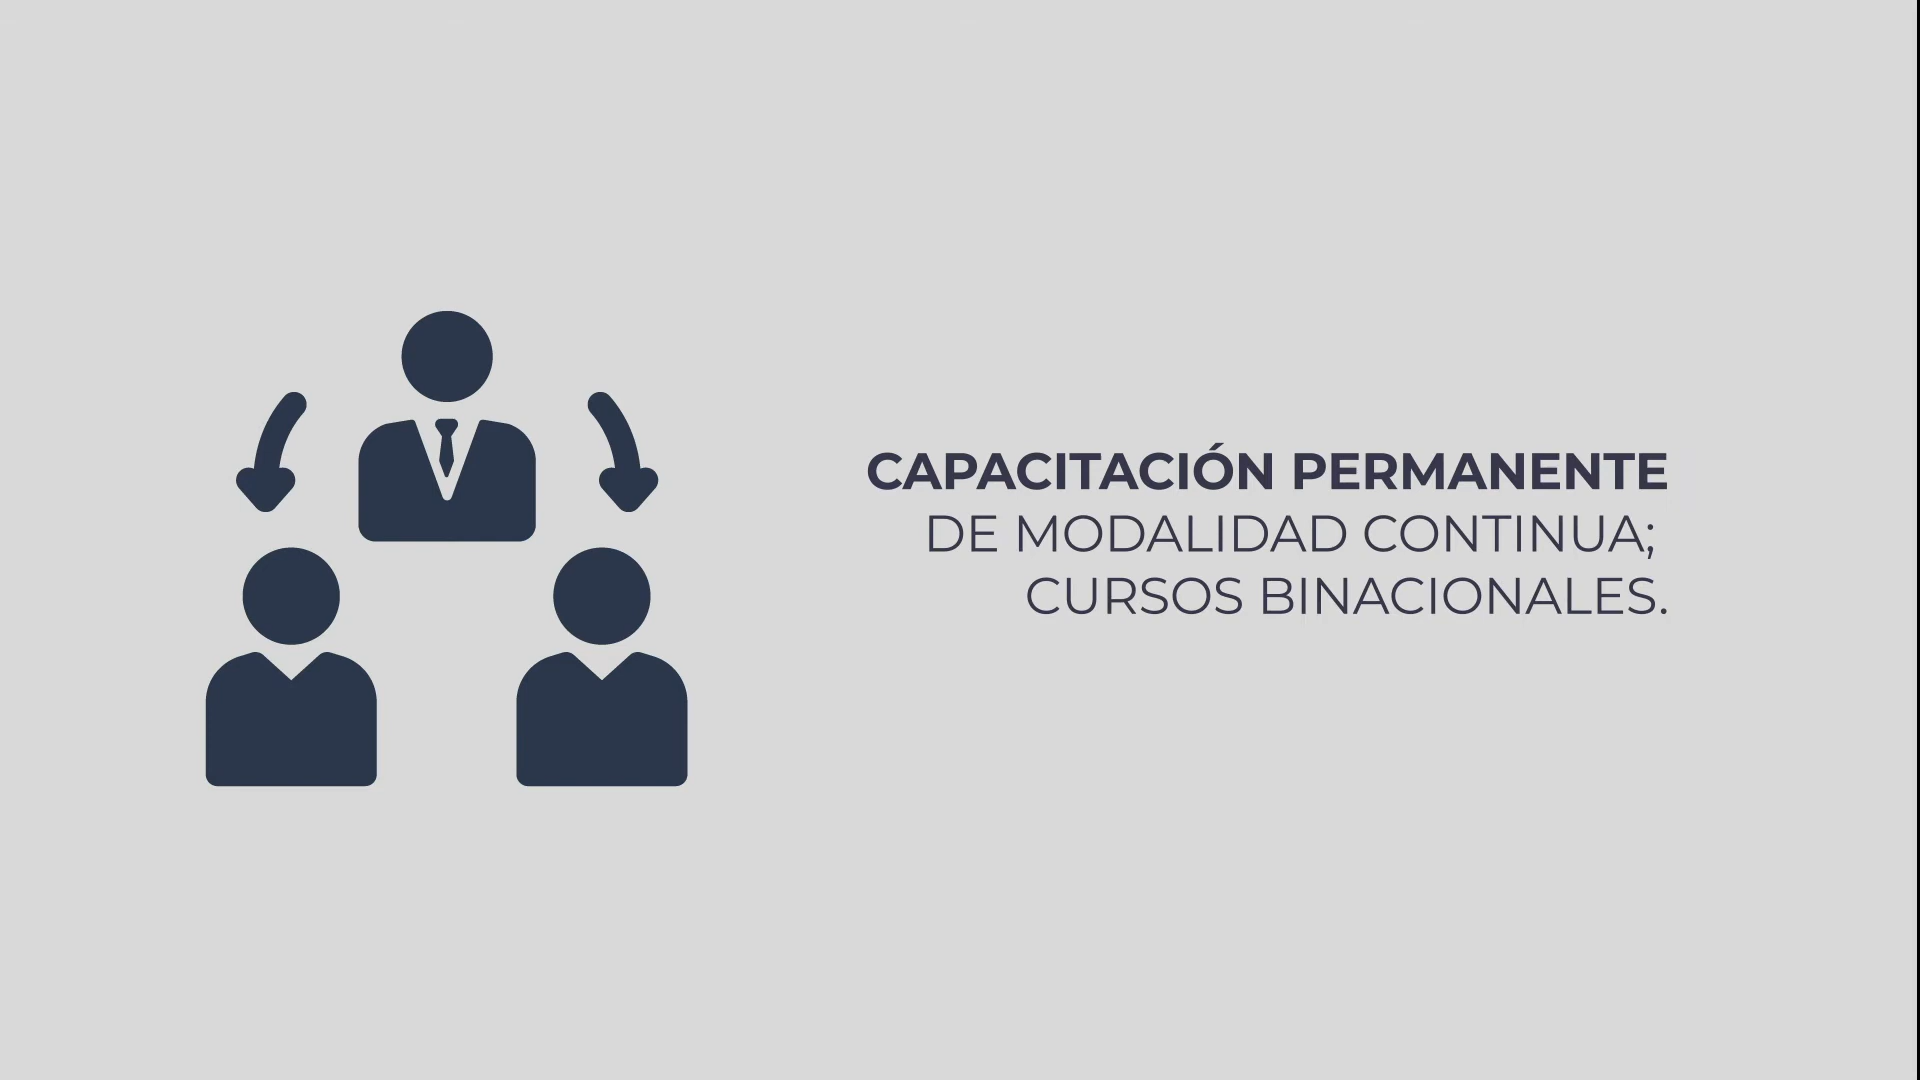 CAPACITACIÓN PERMANENTE
DE MODALIDAD CONTINUA;
CURSOS BINACIONALES.